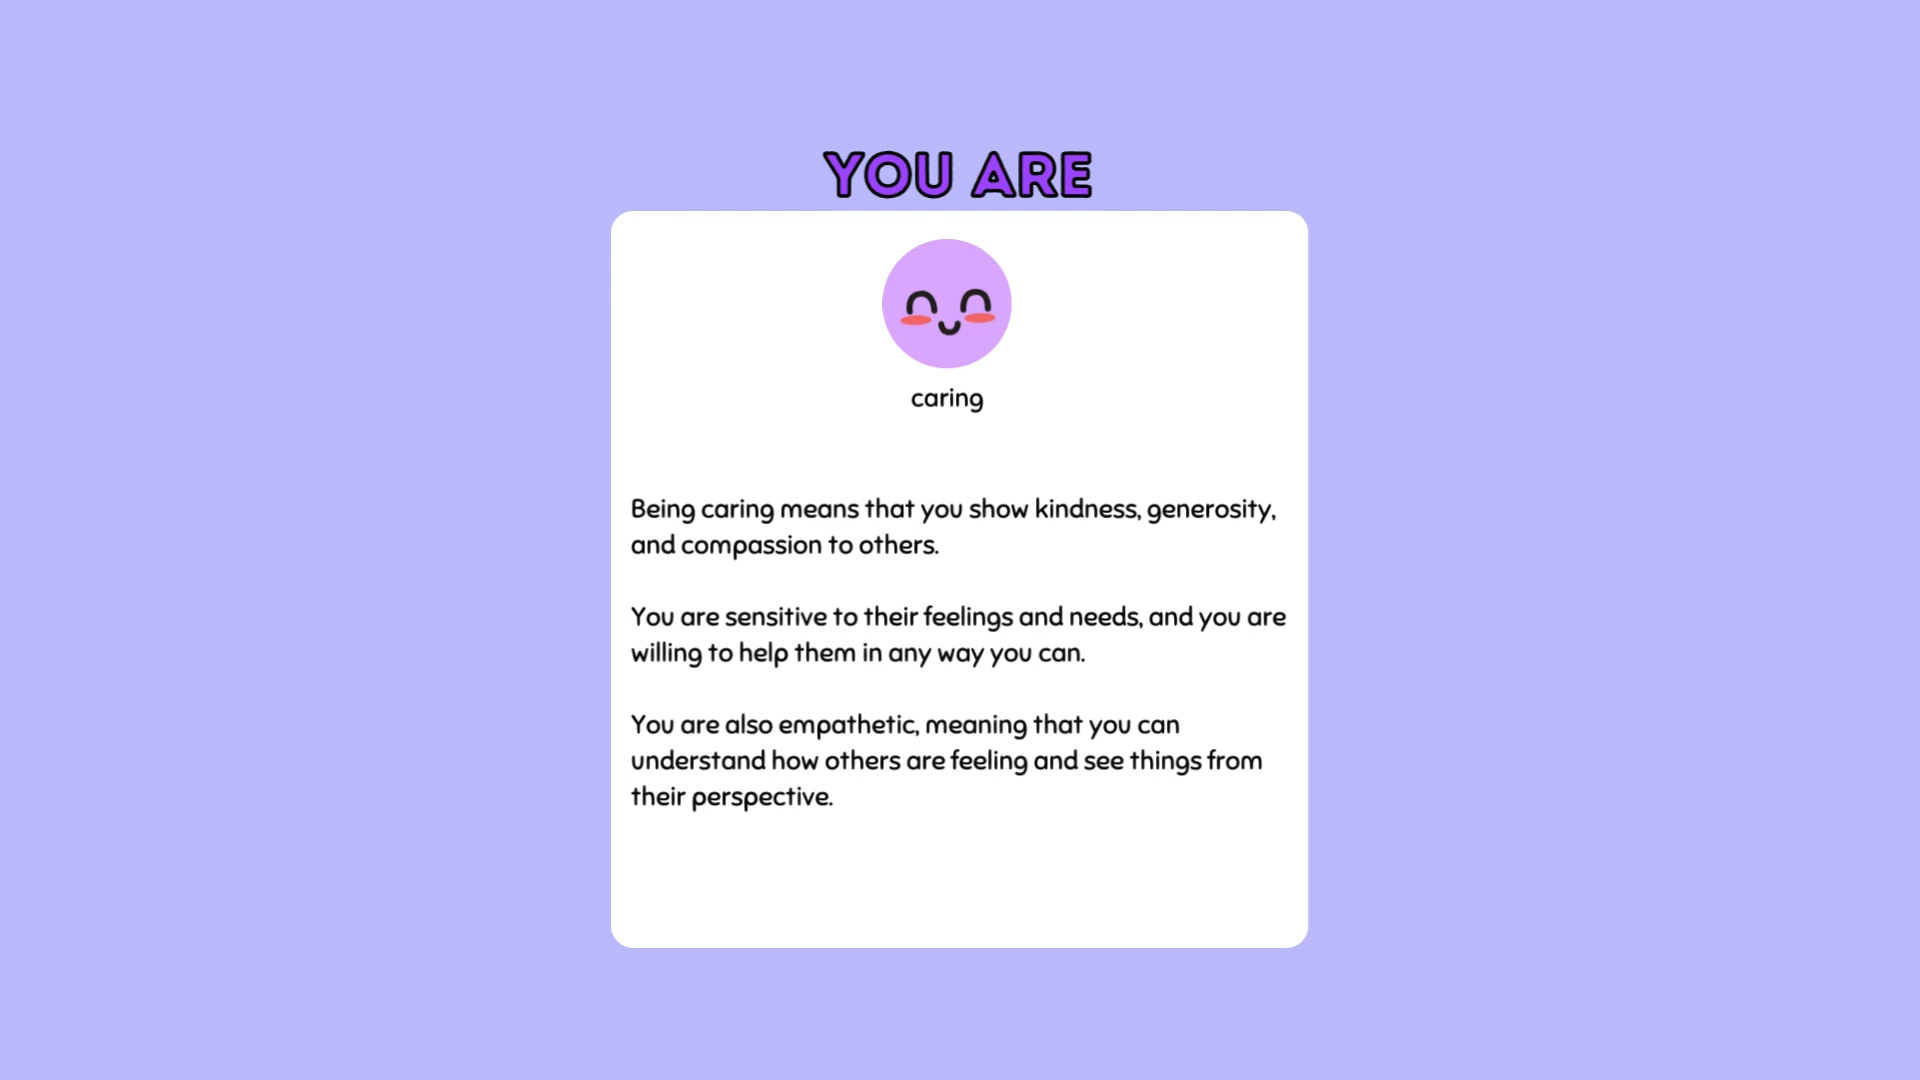 YOU ARE
caring
Being caring means that you show kindness, generosity,
and compassion to others.
You are sensitive to their feelings and needs, and you are
willing to help them in any way you can.
You are also empathetic, meaning that you can
understand how others are feeling and see things from
their perspective.